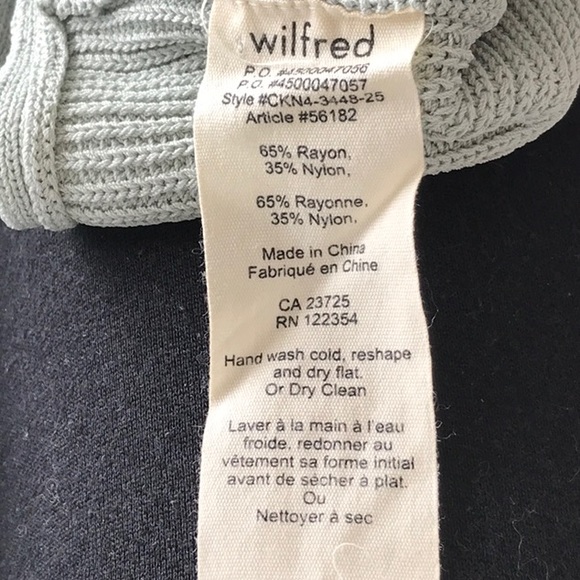 wilfred
P.O. #4500047056
P.O. #4500047057
Style #CKN4-3448-25
Article #56182
65% Rayon,
35% Nylon,
65% Rayonne,
35% Nylon,
Made in China
Fabriqué en Chine
CA 23725
RN 122354
Hand wash cold, reshape
and dry flat.
Or Dry Clean
Laver à la main à l'eau
froide, redonner au
vêtement sa forme initial
avant de sécher à plat.
Ou
Nettoyer à sec